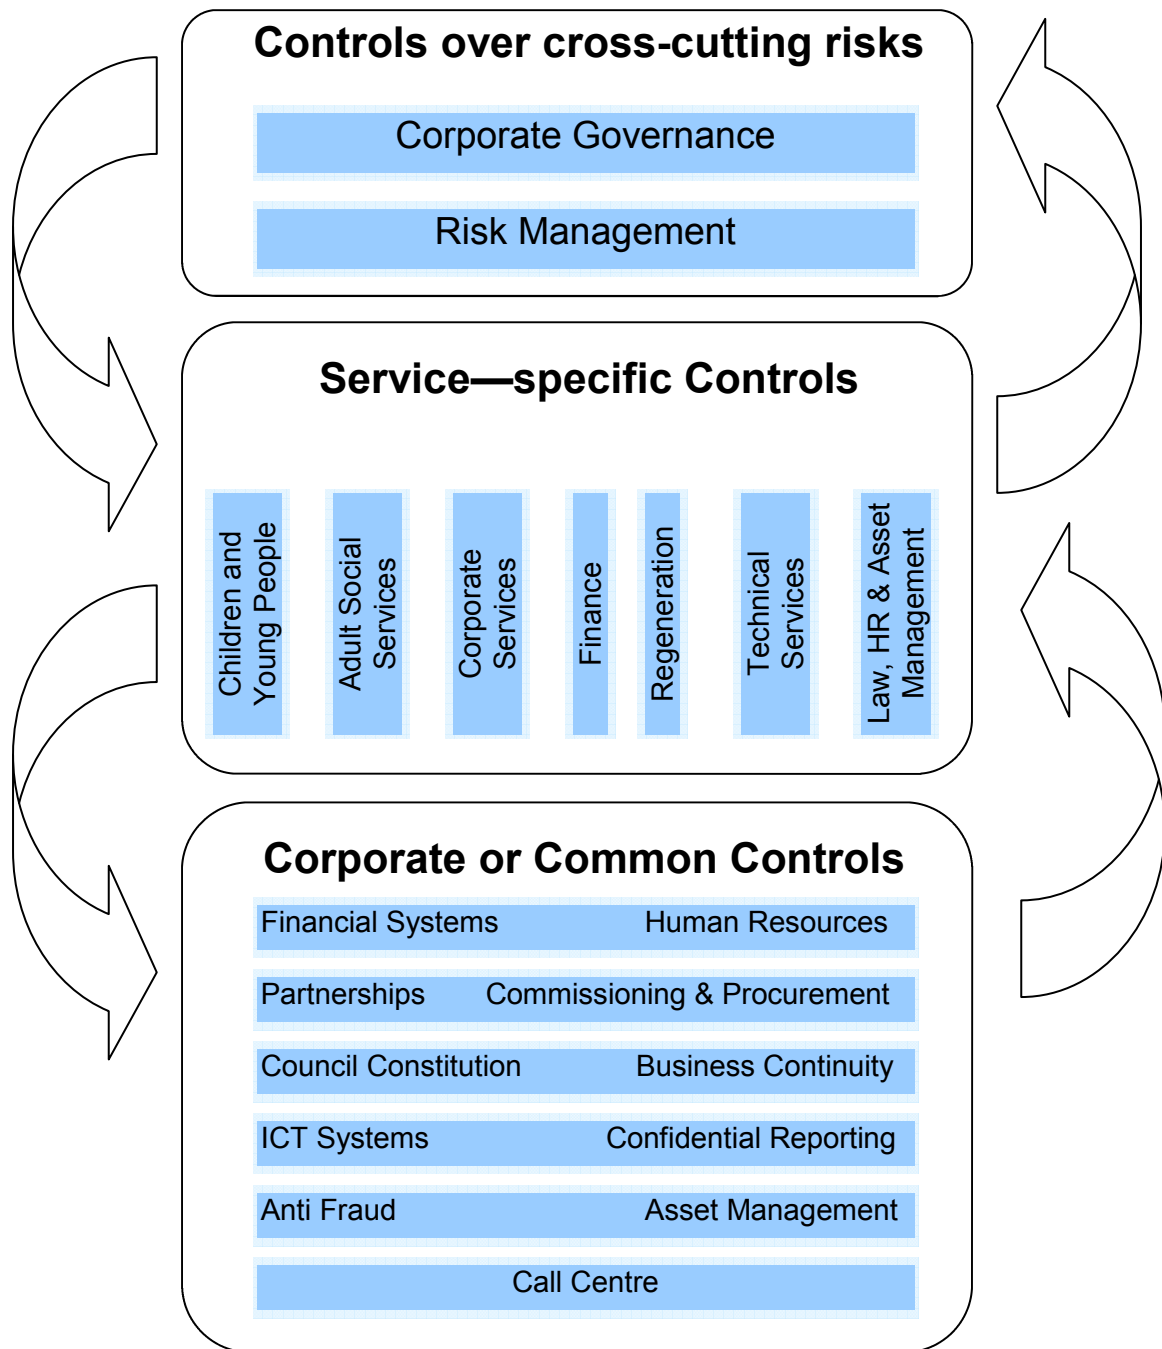 Controls over cross-cutting risks
Corporate Governance
Risk Management
Service—specific Controls
Children and
Young People
Adult Social
Services
Corporate
Services
Finance
Regeneration
Technical
Services
Law, HR & Asset
Management
Corporate or Common Controls
Financial Systems Human Resources
Partnerships Commissioning & Procurement
Council Constitution Business Continuity
ICT Systems Confidential Reporting
Anti Fraud Asset Management
Call Centre